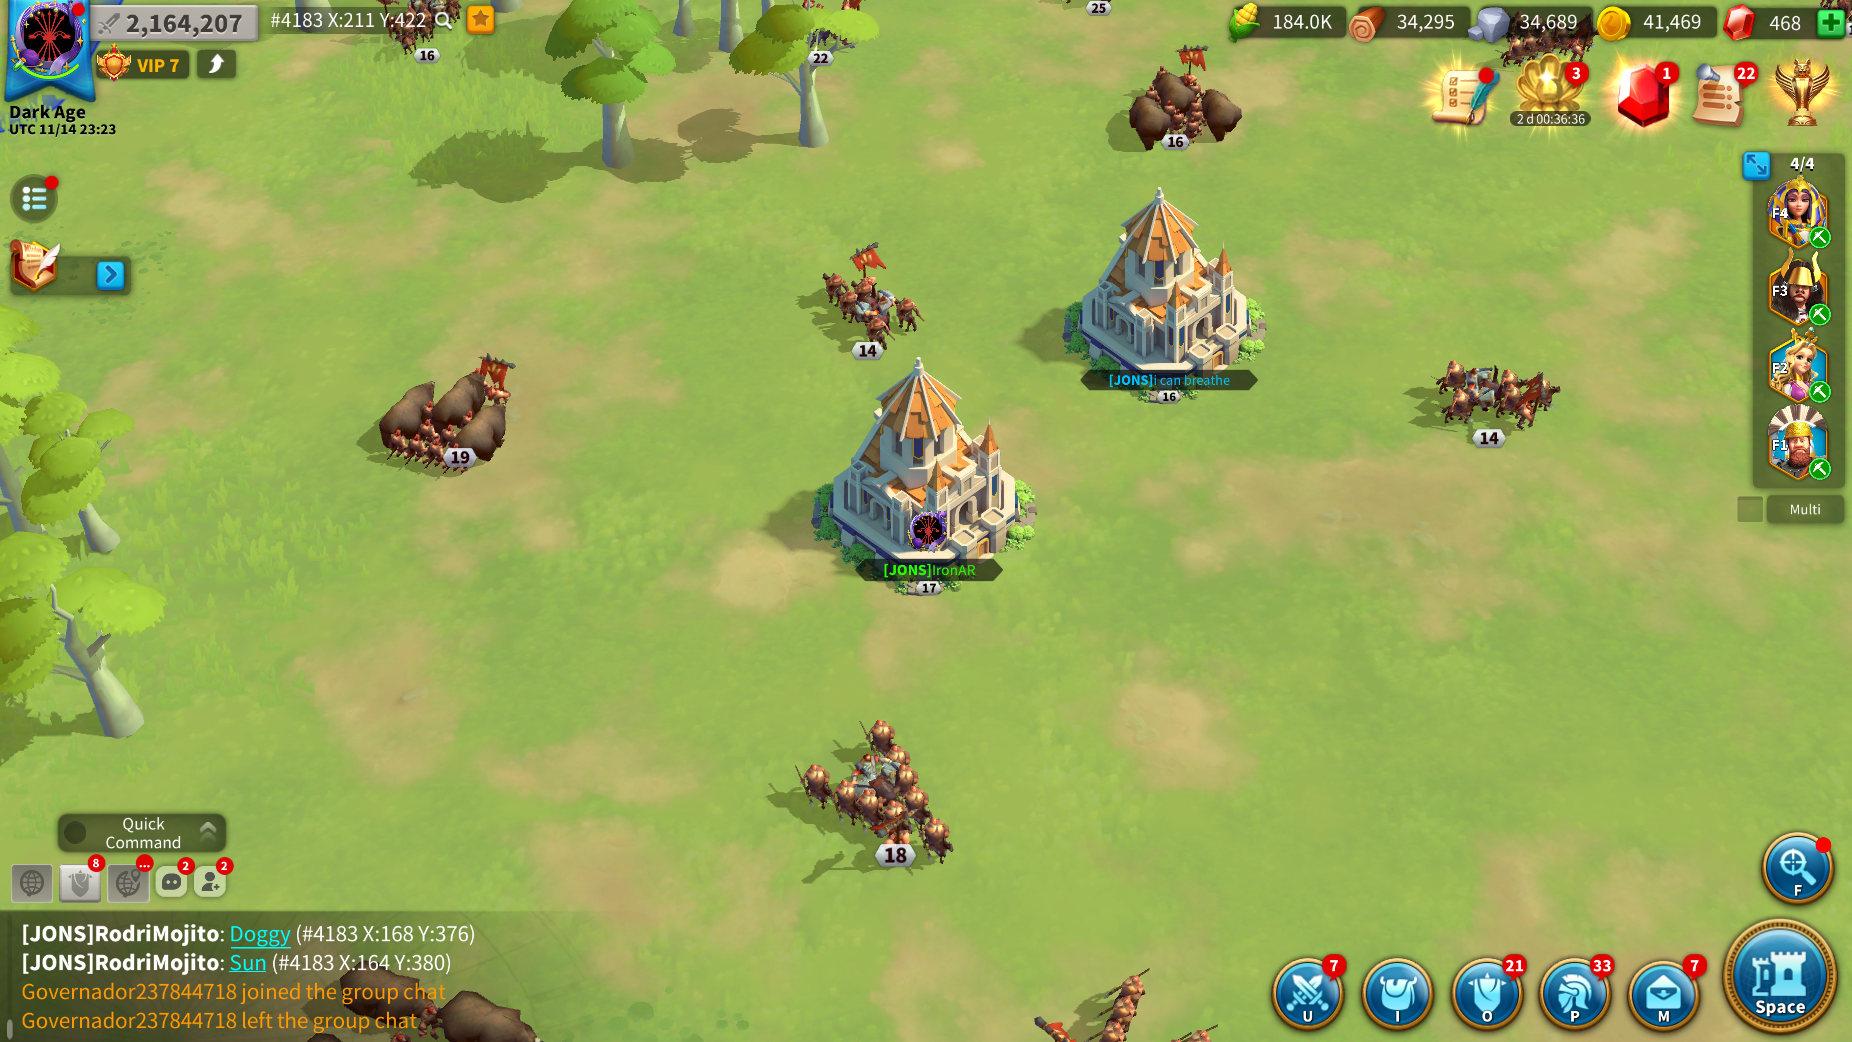 2,164,207
#4183 X:211 Y:422
VIP 7
Dark Age
UTC 11/14 23:23
184.0K
34,295
34,689
41,469
468
3
1
22
2 d 00:36:36
4/4
F4
F3
F2
F1
Multi
16
22
25
16
14
[JONS]i can breathe
16
14
19
[JONS]IronAR
17
18
Quick
Command
8
...
2
2
[JONS]RodriMojito: Doggy (#4183 X:168 Y:376)
[JONS]RodriMojito: Sun (#4183 X:164 Y:380)
Governador237844718 joined the group chat
Governador237844718 left the group chat
F
7
U
I
21
O
33
P
7
M
Space